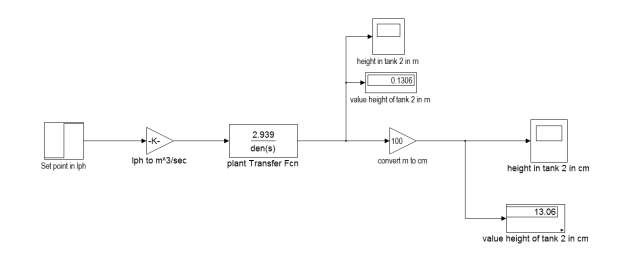 height in tank 2 in m
0.1306
value height of tank 2 in m
Set point in lph
-K-
lph to m^3/sec
2.939
den(s)
plant Transfer Fcn
100
convert m to cm
height in tank 2 in cm
13.06
value height of tank 2 in cm